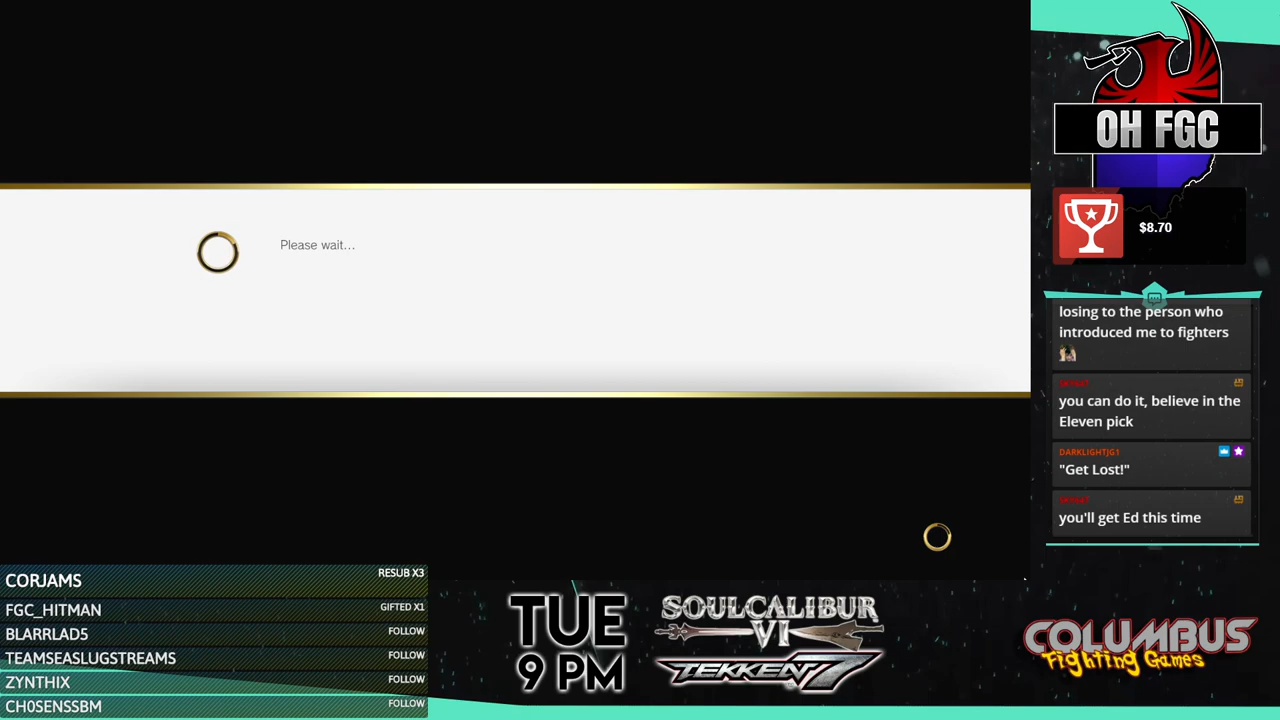 Please wait...
OH FGC
$8.70
losing to the person who
introduced me to fighters
you can do it, believe in the
Eleven pick
DARKLIGHTJG1
"Get Lost!"
you'll get Ed this time
CORJAMS RESUB X3
FGC_HITMAN GIFTED X1
BLARRLAD5 FOLLOW
TEAMSEASLUGSTREAMS FOLLOW
ZYNTHIX FOLLOW
CH0SENSSBM FOLLOW
TUE
9 PM
SOULCALIBUR
VI
TEKKEN 7
COLUMBUS
Fighting Games